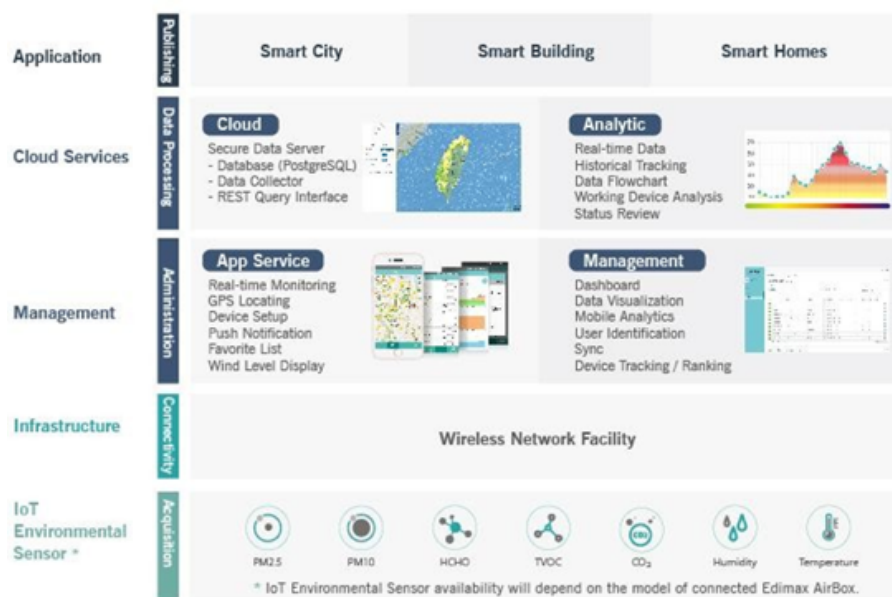 Application
Publishing
Smart City
Smart Building
Smart Homes
Cloud Services
Data Processing
Cloud
Secure Data Server
- Database (PostgreSQL)
- Data Collector
- REST Query Interface
Analytic
Real-time Data
Historical Tracking
Data Flowchart
Working Device Analysis
Status Review
Management
Administration
App Service
Real-time Monitoring
GPS Locating
Device Setup
Push Notification
Favorite List
Wind Level Display
Management
Dashboard
Data Visualization
Mobile Analytics
User Identification
Sync
Device Tracking / Ranking
Infrastructure
Connectivity
Wireless Network Facility
IoT
Environmental
Sensor *
Acquisition
PM2.5
PM10
HCHO
TVOC
CO2
CO₂
Humidity
Temperature
* IoT Environmental Sensor availability will depend on the model of connected Edimax AirBox.